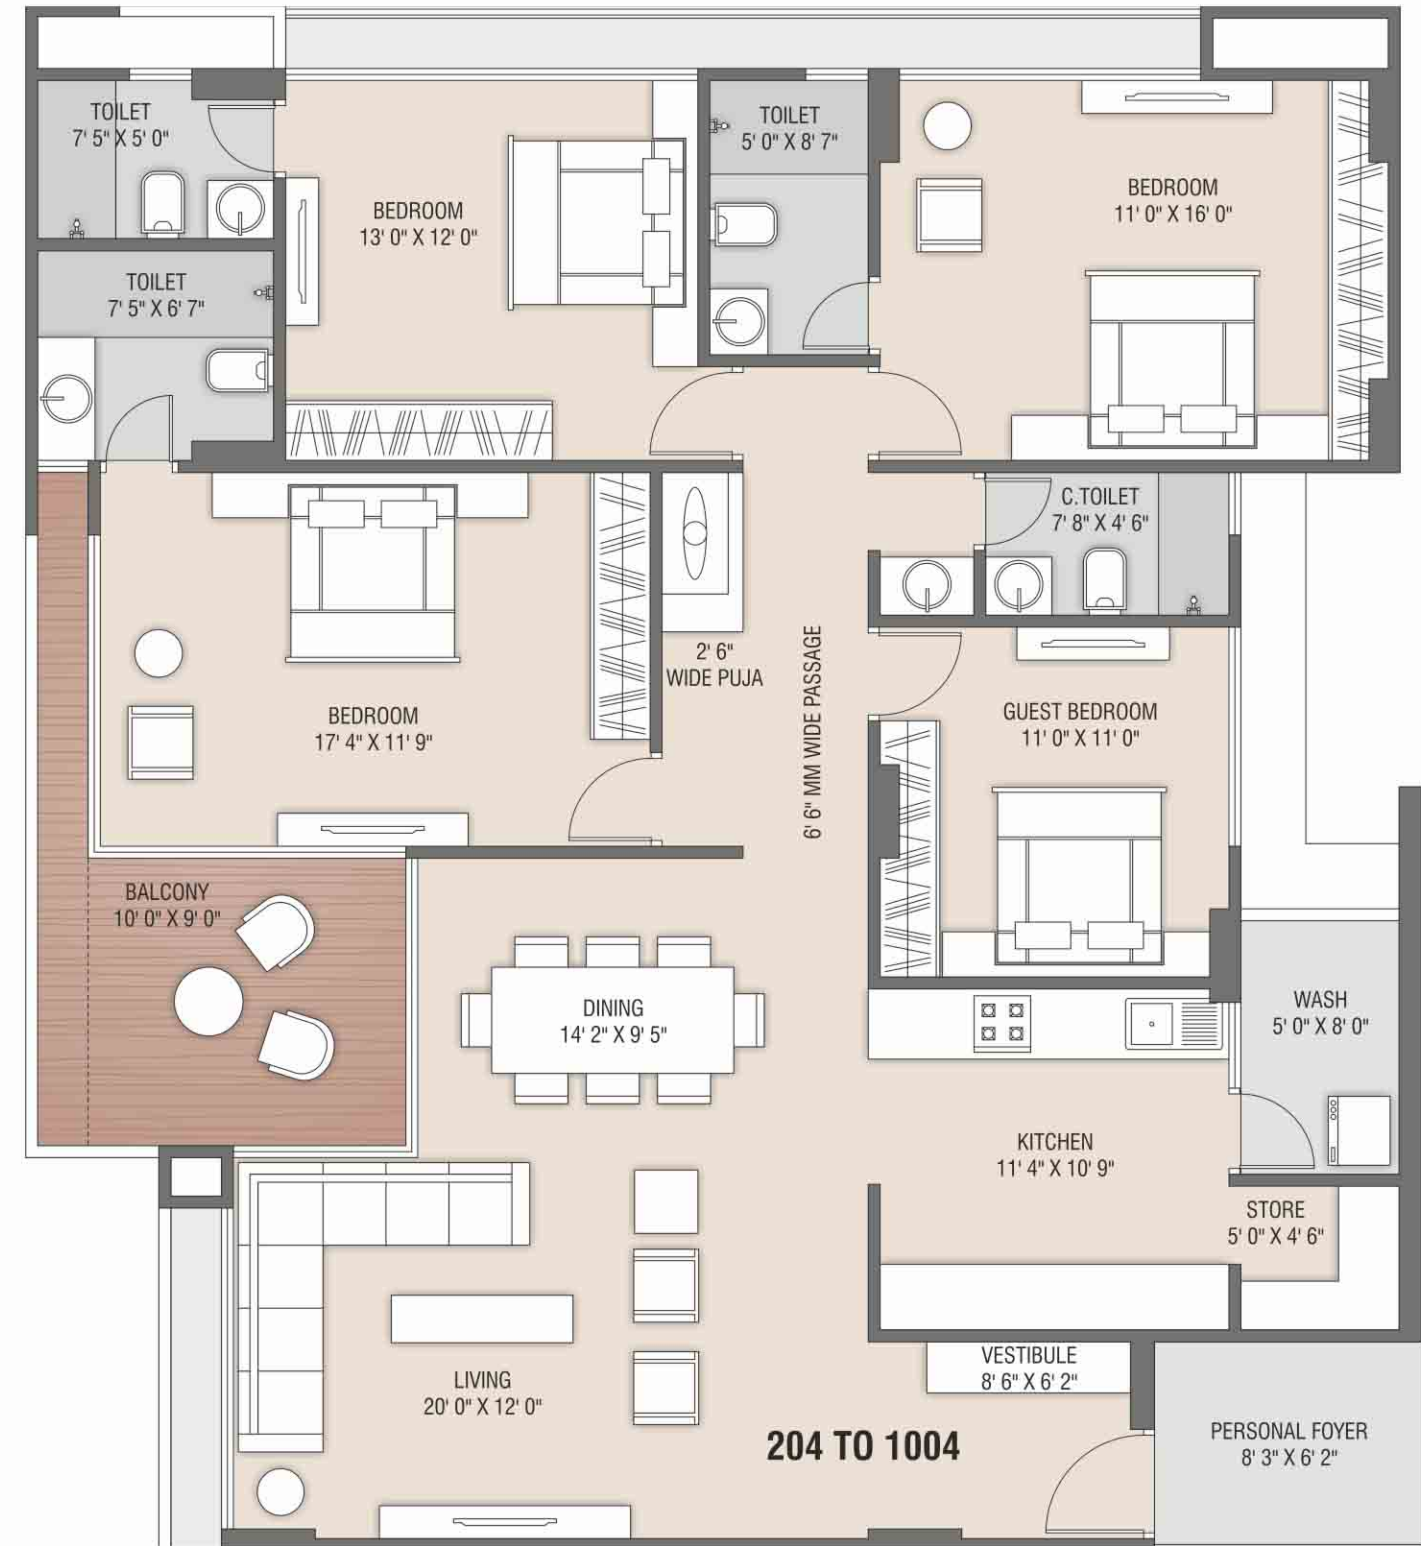 TOILET
7' 5" X 5' 0"
TOILET
5' 0" X 8' 7"
BEDROOM
13' 0" X 12' 0"
BEDROOM
11' 0" X 16' 0"
TOILET
7' 5" X 6' 7"
C.TOILET
7' 8" X 4' 6"
2' 6"
WIDE PUJA
6' 6" MM WIDE PASSAGE
BEDROOM
17' 4" X 11' 9"
GUEST BEDROOM
11' 0" X 11' 0"
BALCONY
10' 0" X 9' 0"
DINING
14' 2" X 9' 5"
WASH
5' 0" X 8' 0"
KITCHEN
11' 4" X 10' 9"
STORE
5' 0" X 4' 6"
LIVING
20' 0" X 12' 0"
VESTIBULE
8' 6" X 6' 2"
204 TO 1004
PERSONAL FOYER
8' 3" X 6' 2"